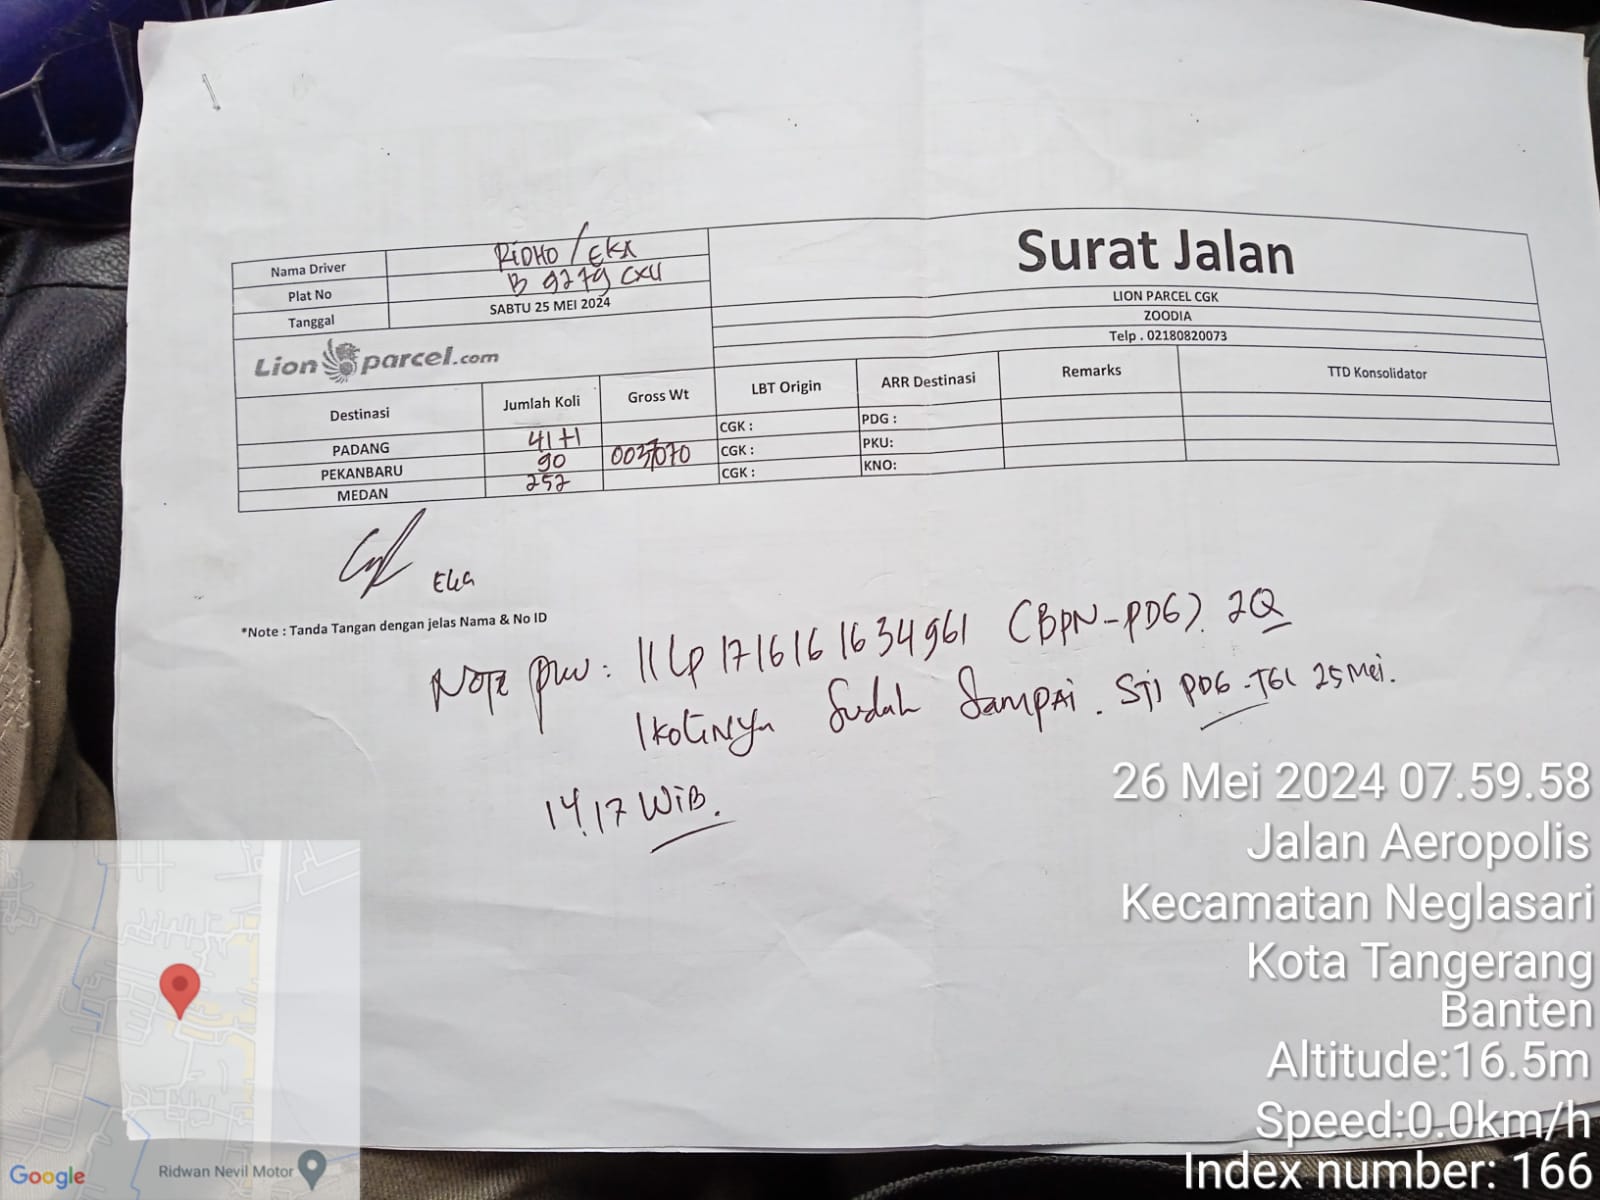 Nama Driver RIDHO / EKA
Plat No B 9279 CXU
Tanggal SABTU 25 MEI 2024
Surat Jalan
LION PARCEL CGK
ZOODIA
Telp . 02180820073
Lion parcel.com
Destinasi Jumlah Koli Gross Wt LBT Origin ARR Destinasi Remarks TTD Konsolidator
PADANG 41+1 CGK : PDG :
PEKANBARU 90 003/070 CGK : PKU:
MEDAN 252 CGK : KNO:
Eka
*Note : Tanda Tangan dengan jelas Nama & No ID
Note : 11LP1716161634961 (BPN-PDG). 2Q
1 kolinya Sudah Sampai . STI PDG - TGL 25 Mei.
14.17 WIB.
26 Mei 2024 07.59.58
Jalan Aeropolis
Kecamatan Neglasari
Kota Tangerang
Banten
Altitude:16.5m
Speed:0.0km/h
Index number: 166
Google
Ridwan Nevil Motor